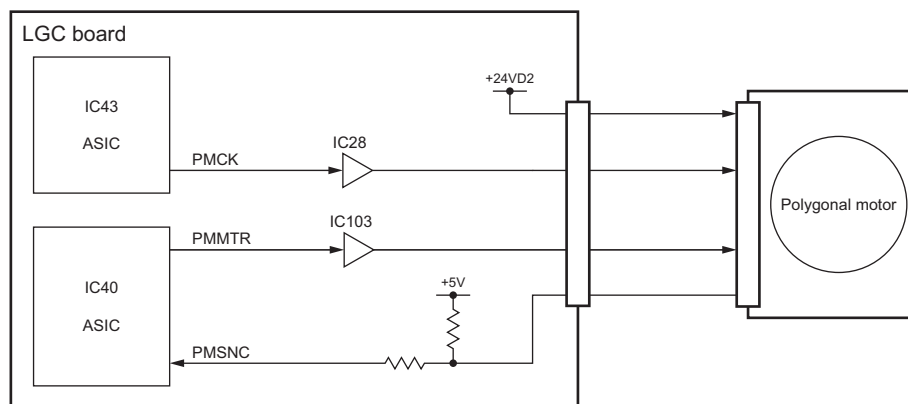 LGC board
IC43
ASIC
+24VD2
PMCK
IC28
Polygonal motor
PMMTR
IC103
IC40
ASIC
+5V
PMSNC